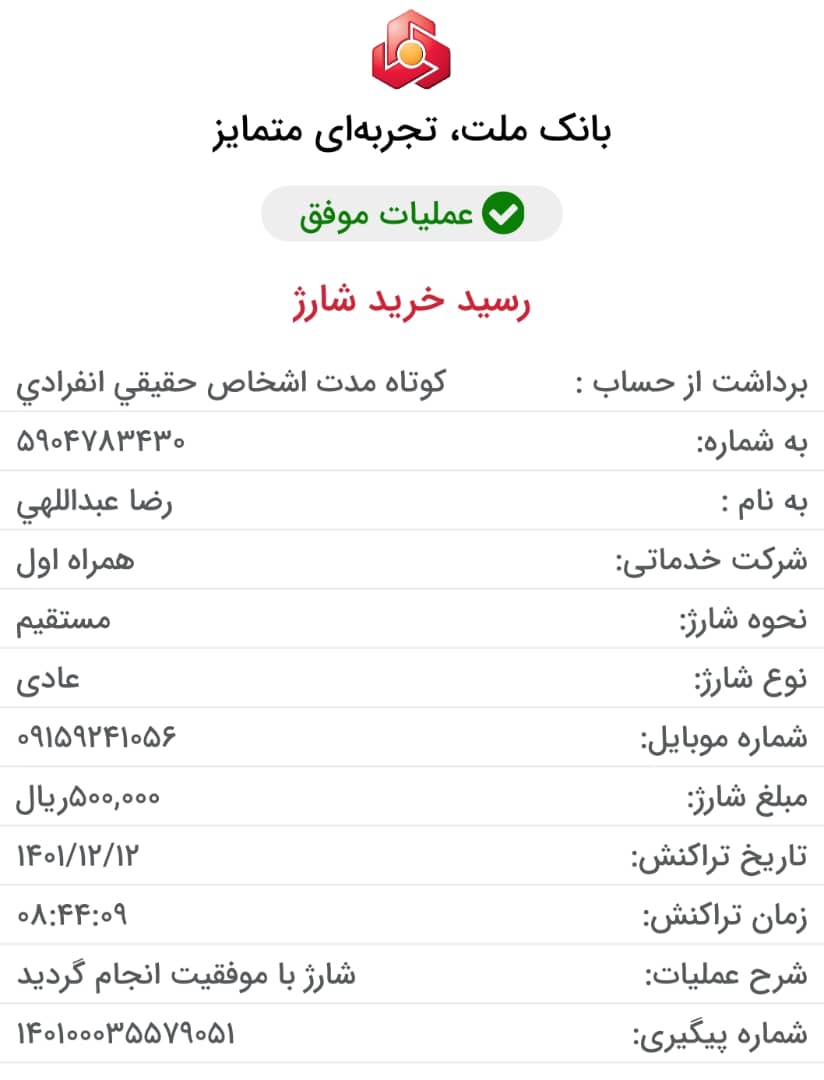 بانک ملت، تجربه‌ای متمایز
عملیات موفق
رسید خرید شارژ
برداشت از حساب : کوتاه مدت اشخاص حقيقي انفرادي
به شماره: ۵۹۰۴۷۸۳۴۳۰
به نام : رضا عبداللهي
شرکت خدماتی: همراه اول
نحوه شارژ: مستقیم
نوع شارژ: عادی
شماره موبایل: ۰۹۱۵۹۲۴۱۰۵۶
مبلغ شارژ: ۵۰۰,۰۰۰ریال
تاریخ تراکنش: ۱۴۰۱/۱۲/۱۲
زمان تراکنش: ۰۸:۴۴:۰۹
شرح عملیات: شارژ با موفقیت انجام گردید
شماره پیگیری: ۱۴۰۱۰۰۰۳۵۵۷۹۰۵۱